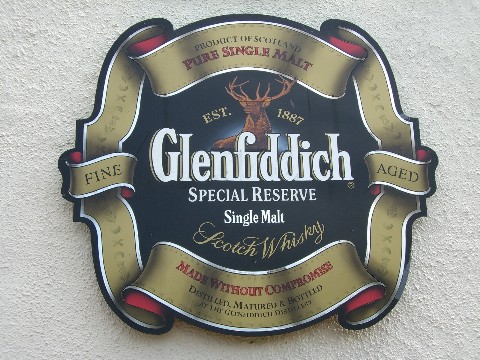 PRODUCT OF SCOTLAND
PURE SINGLE MALT
EST. 1887
Glenfiddich
®
SPECIAL RESERVE
FINE
AGED
Single Malt
Scotch Whisky
MADE WITHOUT COMPROMISE
DISTILLED, MATURED & BOTTLED
AT THE GLENFIDDICH DISTILLERY